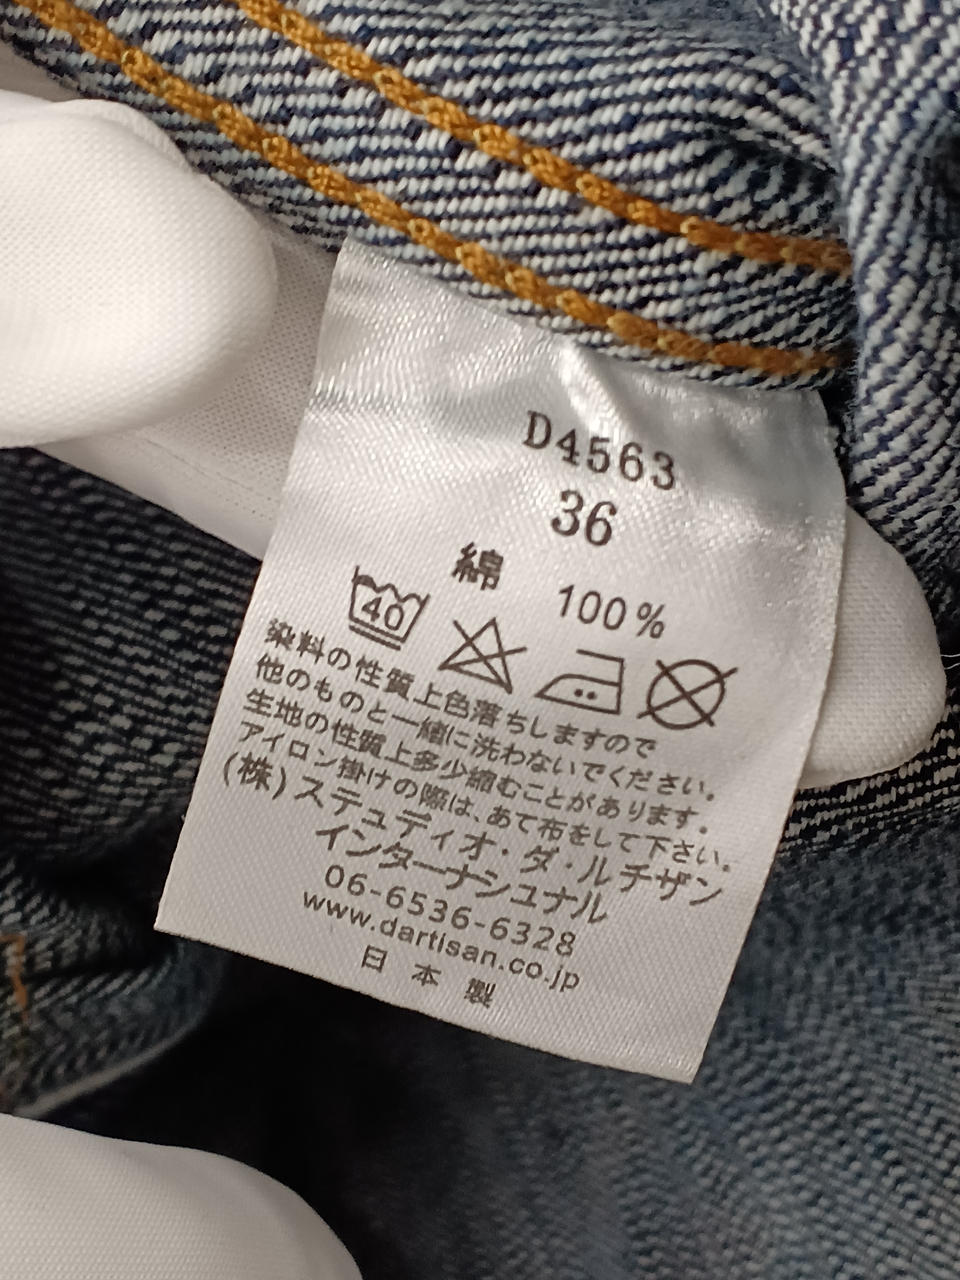 D4563
36
綿 100%
40
染料の性質上色落ちしますので
他のものと一緒に洗わないでください。
生地の性質上多少縮むことがあります。
アイロン掛けの際は、あて布をして下さい。
(株)ステュディオ・ダ・ルチザン
インターナショナル
06-6536-6328
www.dartisan.co.jp
日本製